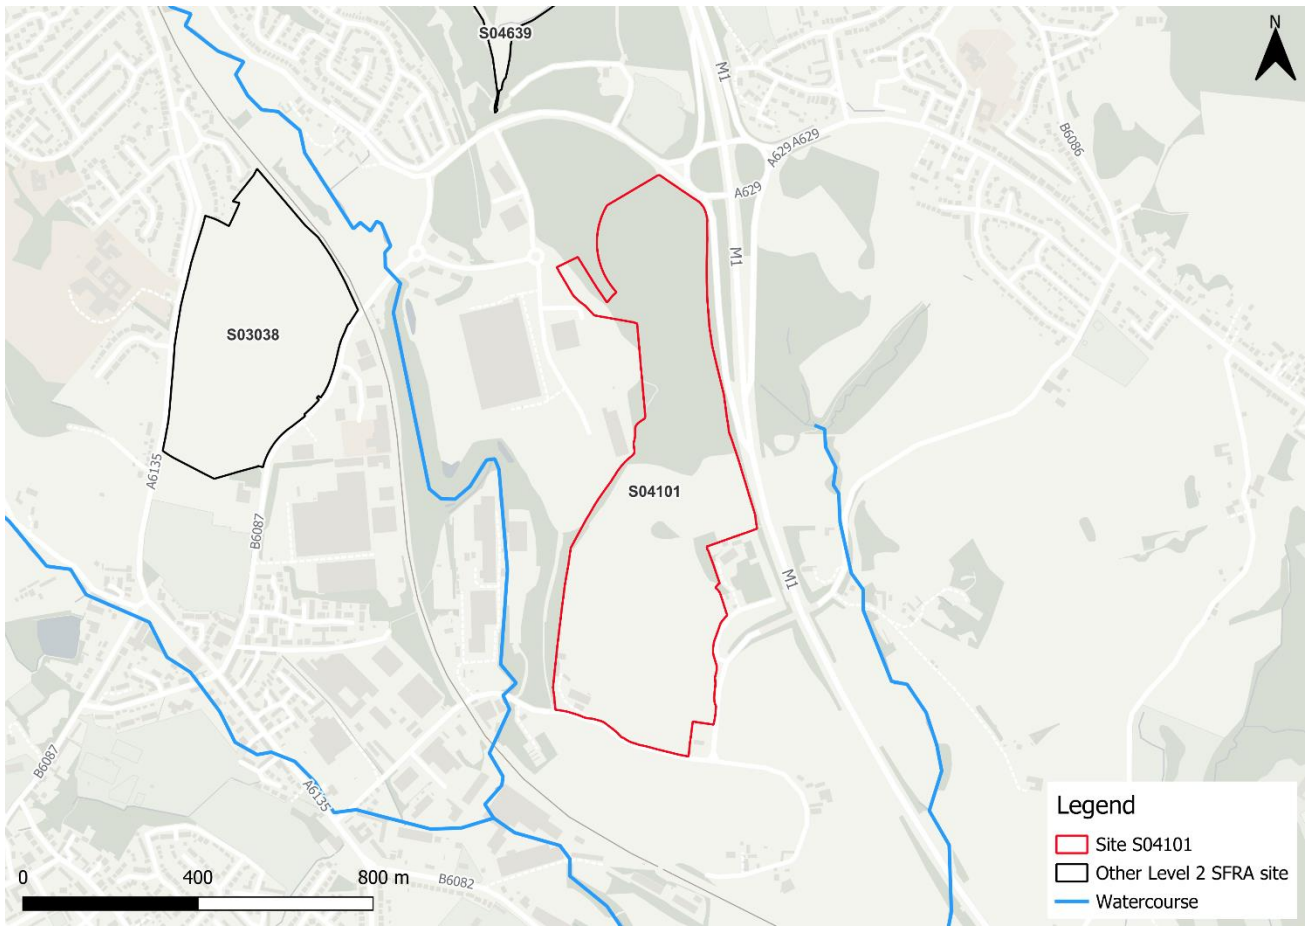 S04639
N
M1
A629 A629
B6086
A629
M1
S03038
A6135
S04101
B6087
M1
B6087
A6135
B6082
Legend
Site S04101
Other Level 2 SFRA site
Watercourse
0 400 800 m